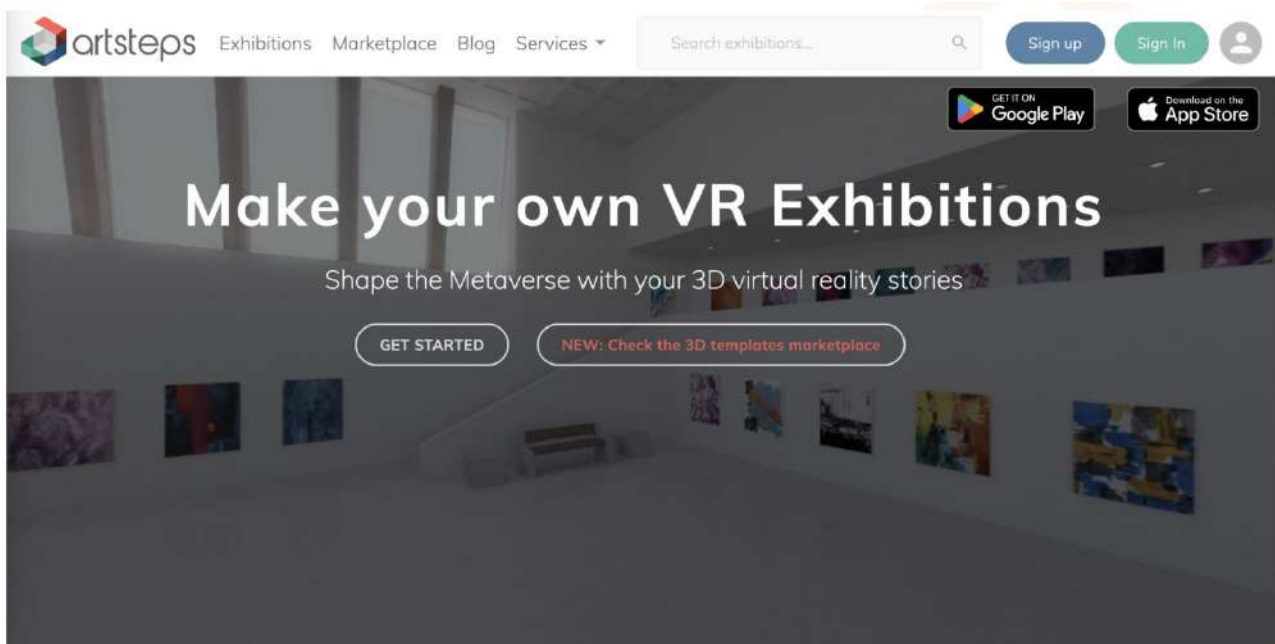 artsteps Exhibitions Marketplace Blog Services Search exhibitions... Sign up Sign In
GET IT ON
Google Play
Download on the
App Store
Make your own VR Exhibitions
Shape the Metaverse with your 3D virtual reality stories
GET STARTED
NEW: Check the 3D templates marketplace